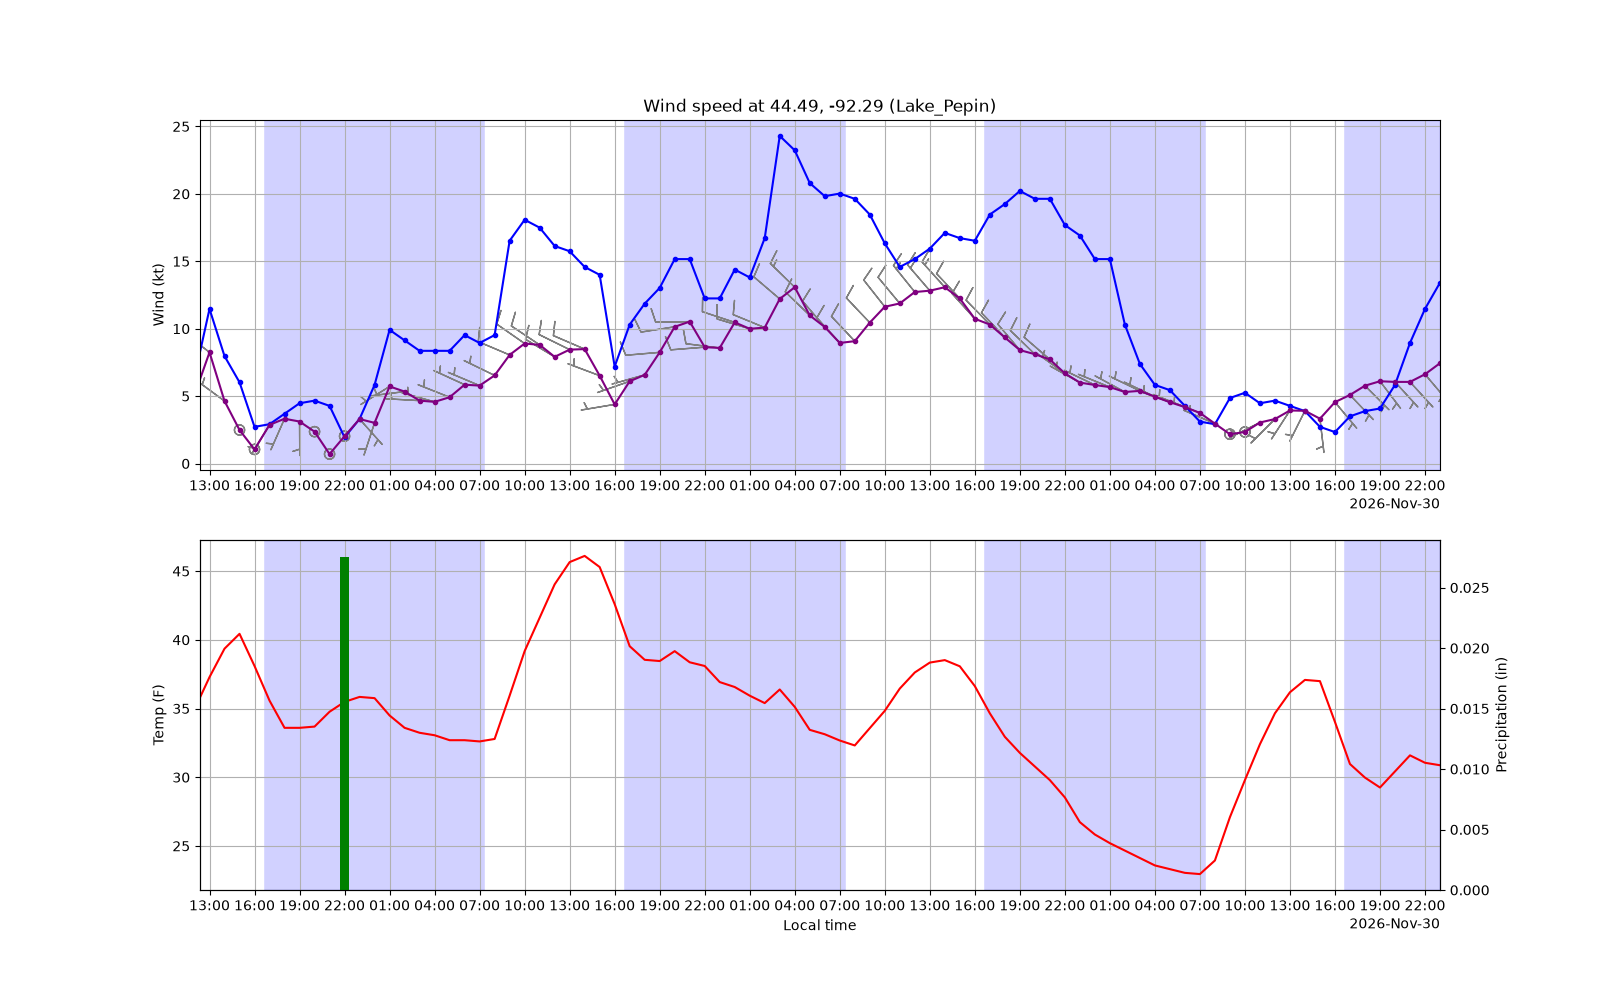 Wind speed at 44.49, -92.29 (Lake_Pepin)
Wind (kt)
25
20
15
10
5
0
13:00 16:00 19:00 22:00 01:00 04:00 07:00 10:00 13:00 16:00 19:00 22:00 01:00 04:00 07:00 10:00 13:00 16:00 19:00 22:00 01:00 04:00 07:00 10:00 13:00 16:00 19:00 22:00
2026-Nov-30
Temp (F)
45
40
35
30
25
0.025
0.020
0.015
0.010
0.005
0.000
Precipitation (in)
13:00 16:00 19:00 22:00 01:00 04:00 07:00 10:00 13:00 16:00 19:00 22:00 01:00 04:00 07:00 10:00 13:00 16:00 19:00 22:00 01:00 04:00 07:00 10:00 13:00 16:00 19:00 22:00
Local time
2026-Nov-30